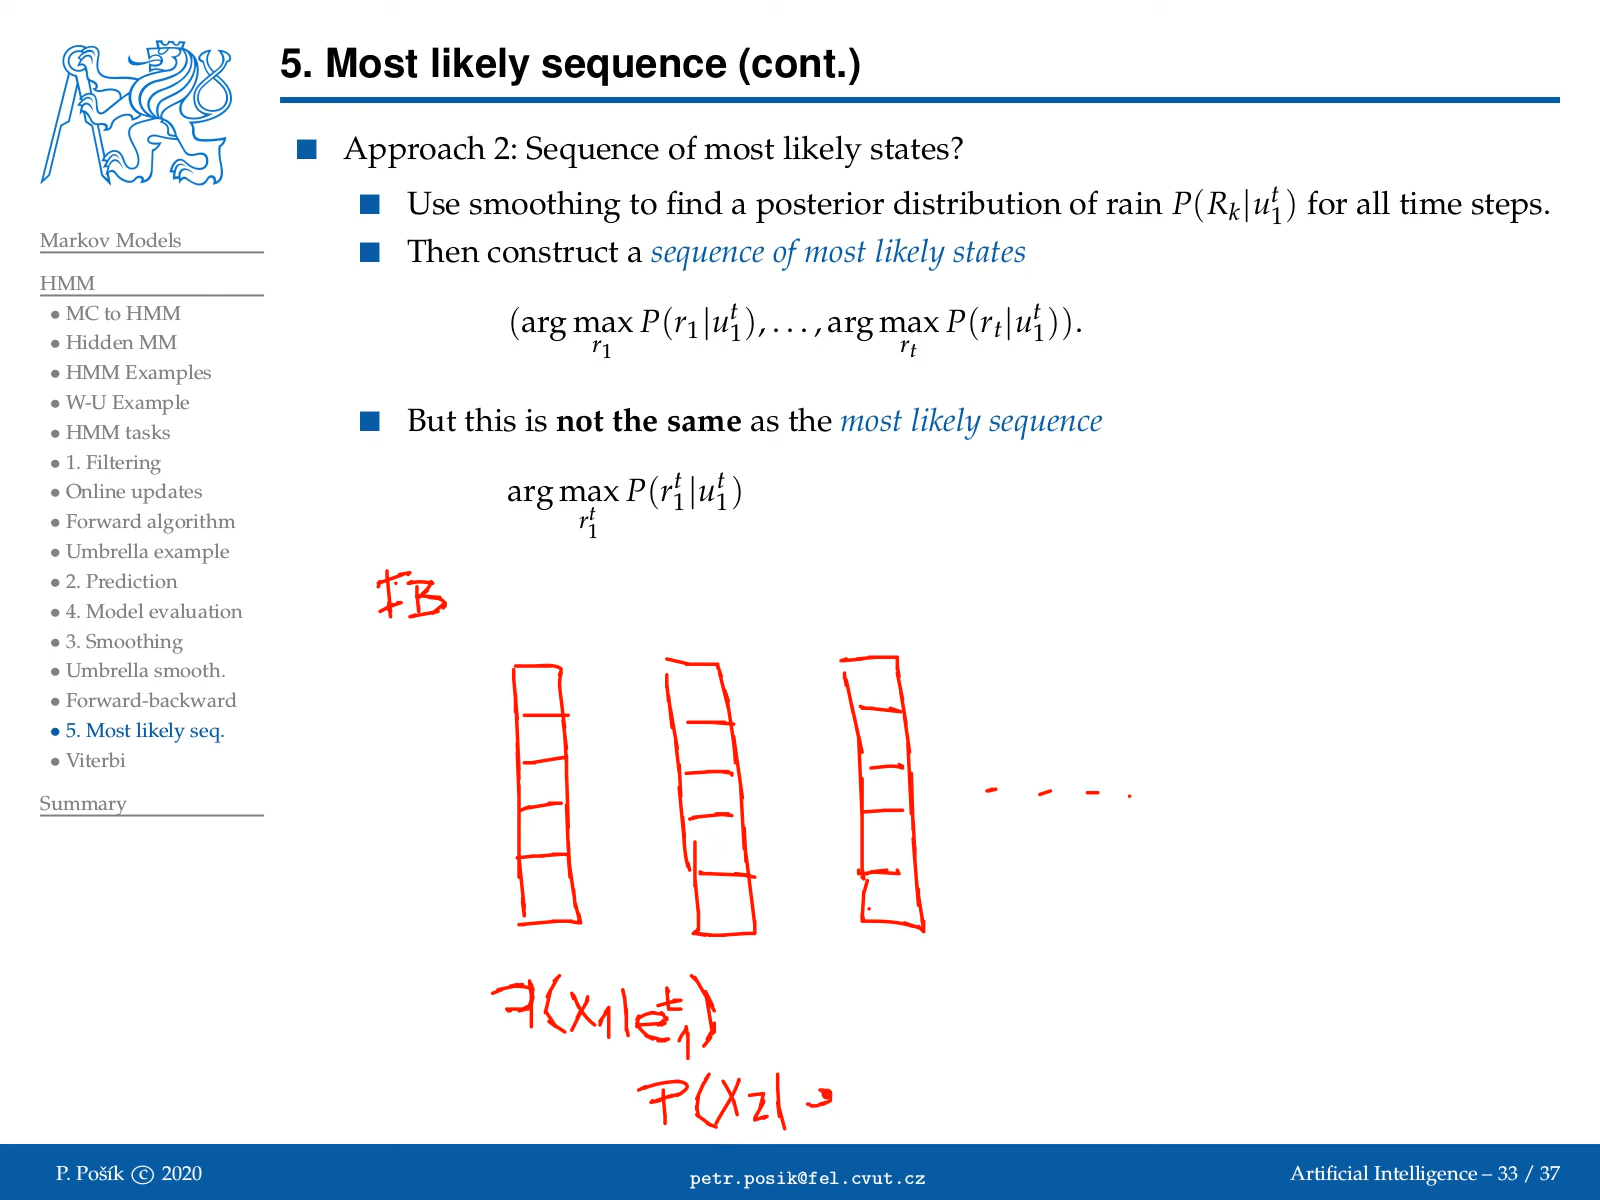 5. Most likely sequence (cont.)
Markov Models
HMM
• MC to HMM
• Hidden MM
• HMM Examples
• W-U Example
• HMM tasks
• 1. Filtering
• Online updates
• Forward algorithm
• Umbrella example
• 2. Prediction
• 4. Model evaluation
• 3. Smoothing
• Umbrella smooth.
• Forward-backward
• 5. Most likely seq.
• Viterbi
Summary
■ Approach 2: Sequence of most likely states?
■ Use smoothing to find a posterior distribution of rain P(R_k|u_1^t) for all time steps.
■ Then construct a sequence of most likely states
(arg max_{r_1} P(r_1|u_1^t), . . . , arg max_{r_t} P(r_t|u_1^t)).
■ But this is not the same as the most likely sequence
arg max_{r_1^t} P(r_1^t|u_1^t)
FB
P(X_1|e_1^t)
P(X_2|
P. Pošík © 2020
petr.posik@fel.cvut.cz
Artificial Intelligence – 33 / 37